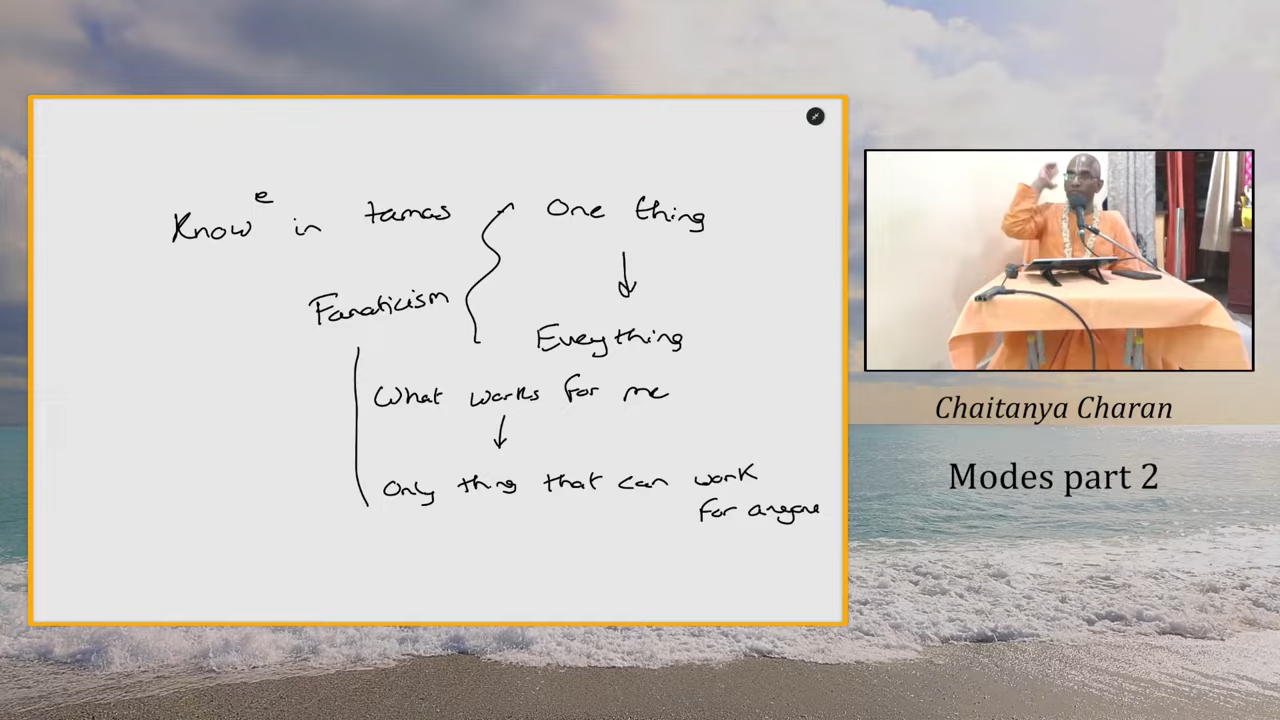 Know^e in tamas
One thing
↓
Fanaticism
Everything
What works for me
↓
Only thing that can work
for anyone
Chaitanya Charan
Modes part 2